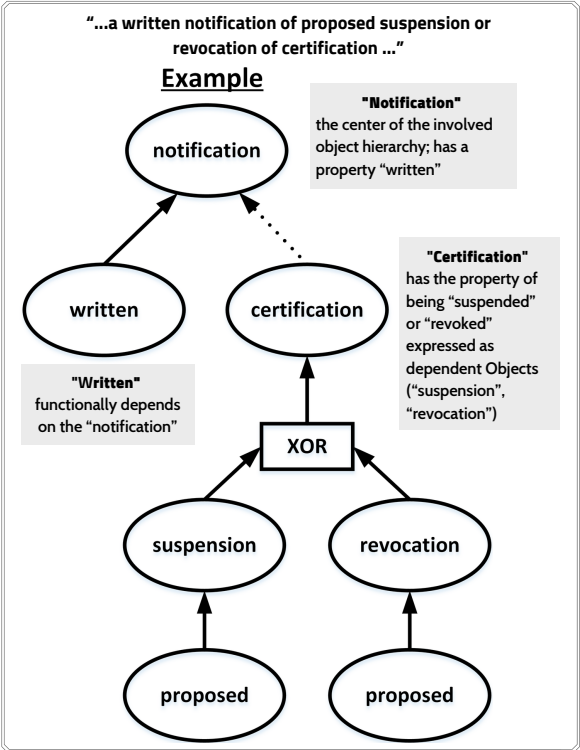 “...a written notification of proposed suspension or
revocation of certification ...”
Example
notification
"Notification"
the center of the involved
object hierarchy; has a
property “written”
written
certification
"Certification"
has the property of
being “suspended”
or “revoked”
expressed as
dependent Objects
(“suspension”,
“revocation”)
"Written"
functionally depends
on the “notification”
XOR
suspension
revocation
proposed
proposed